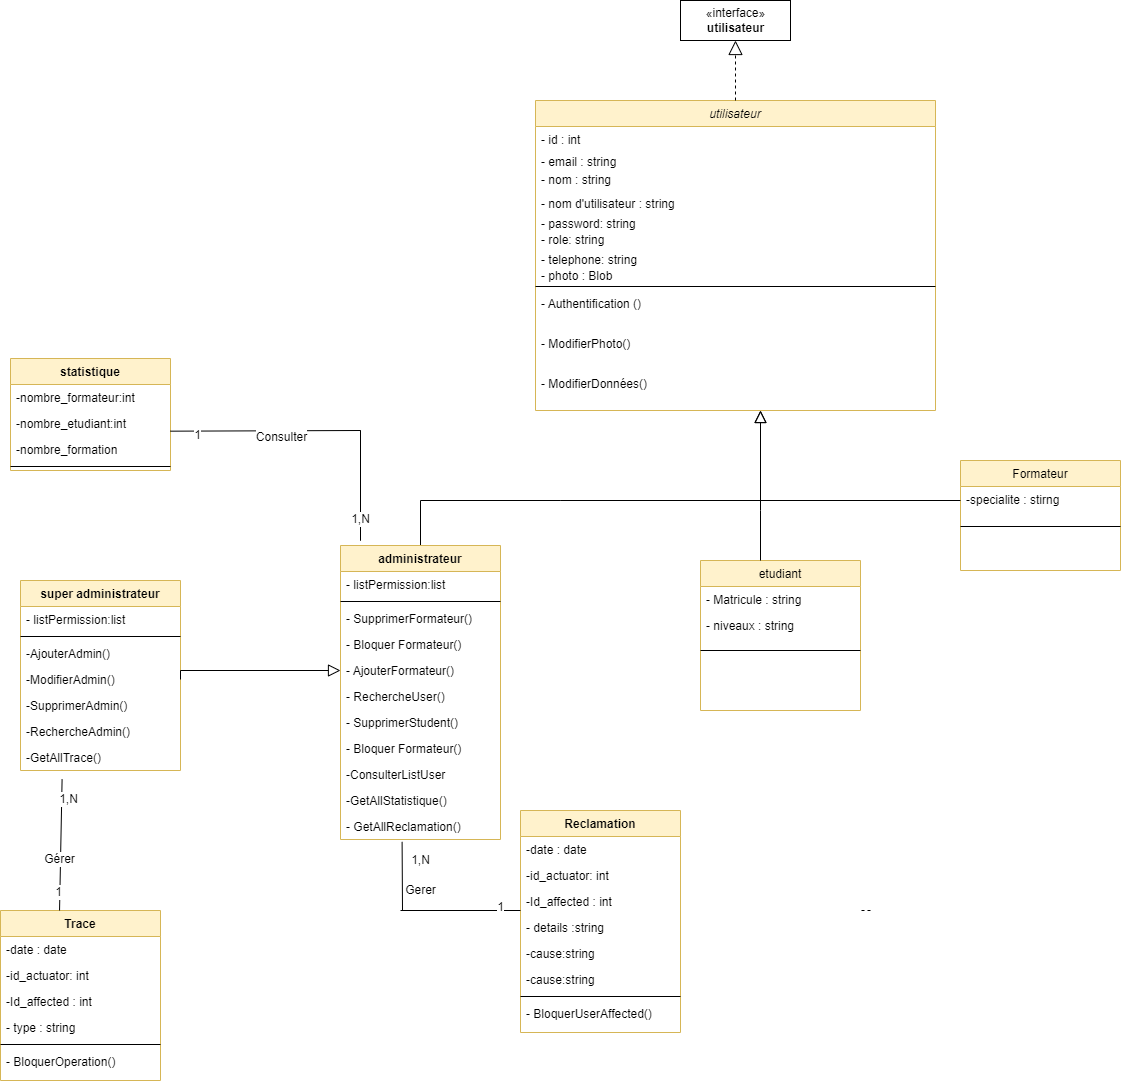 «interface»
utilisateur
utilisateur
- id : int
- email : string
- nom : string
- nom d'utilisateur : string
- password: string
- role: string
- telephone: string
- photo : Blob
- Authentification ()
- ModifierPhoto()
- ModifierDonnées()
statistique
-nombre_formateur:int
-nombre_etudiant:int
-nombre_formation
1
Consulter
1,N
Formateur
-specialite : stirng
administrateur
- listPermission:list
- SupprimerFormateur()
- Bloquer Formateur()
- AjouterFormateur()
- RechercheUser()
- SupprimerStudent()
- Bloquer Formateur()
-ConsulterListUser
-GetAllStatistique()
- GetAllReclamation()
etudiant
- Matricule : string
- niveaux : string
super administrateur
- listPermission:list
-AjouterAdmin()
-ModifierAdmin()
-SupprimerAdmin()
-RechercheAdmin()
-GetAllTrace()
1,N
Gérer
1
1,N
Gerer
1
Reclamation
-date : date
-id_actuator: int
-Id_affected : int
- details :string
-cause:string
-cause:string
- BloquerUserAffected()
Trace
-date : date
-id_actuator: int
-Id_affected : int
- type : string
- BloquerOperation()